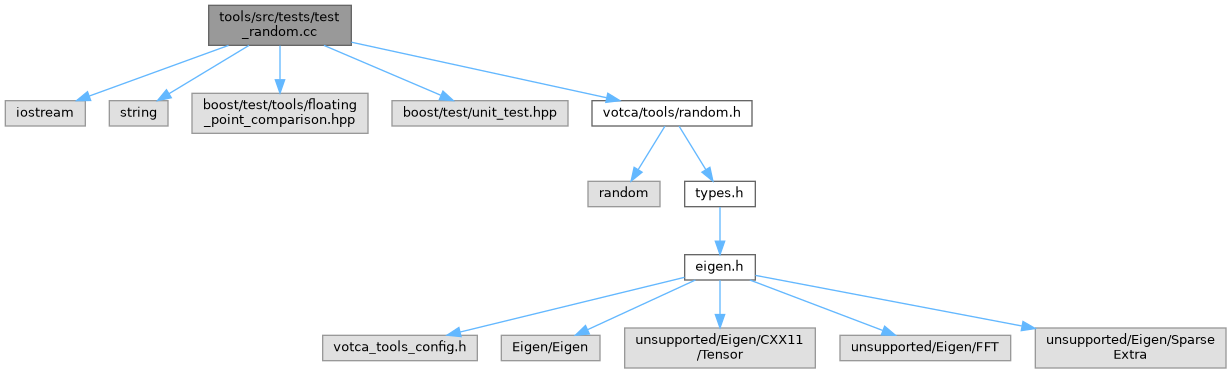 tools/src/tests/test
_random.cc
iostream
string
boost/test/tools/floating
_point_comparison.hpp
boost/test/unit_test.hpp
votca/tools/random.h
random
types.h
eigen.h
votca_tools_config.h
Eigen/Eigen
unsupported/Eigen/CXX11
/Tensor
unsupported/Eigen/FFT
unsupported/Eigen/Sparse
Extra